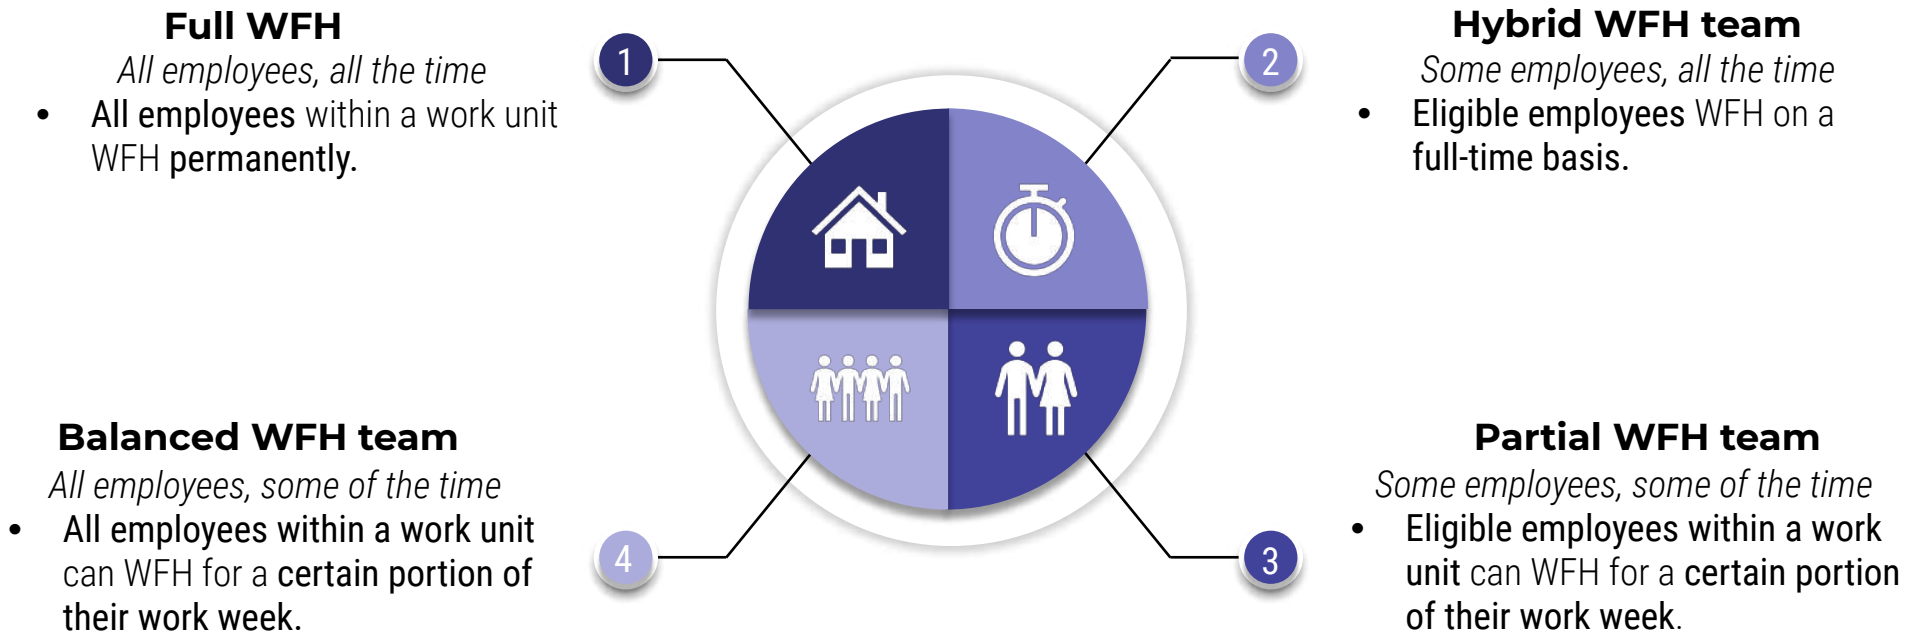 Full WFH
All employees, all the time
• All employees within a work unit
WFH permanently.
1
2
Hybrid WFH team
Some employees, all the time
• Eligible employees WFH on a
full-time basis.
Balanced WFH team
All employees, some of the time
• All employees within a work unit
can WFH for a certain portion of
their work week.
4
3
Partial WFH team
Some employees, some of the time
• Eligible employees within a work
unit can WFH for a certain portion
of their work week.